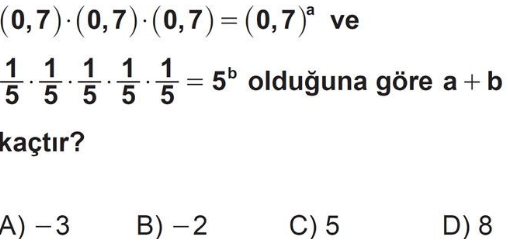 (0,7)·(0,7)·(0,7) = (0,7)ᵃ ve
1/5 · 1/5 · 1/5 · 1/5 · 1/5 = 5ᵇ olduğuna göre a + b
kaçtır?
A) −3 B) −2 C) 5 D) 8